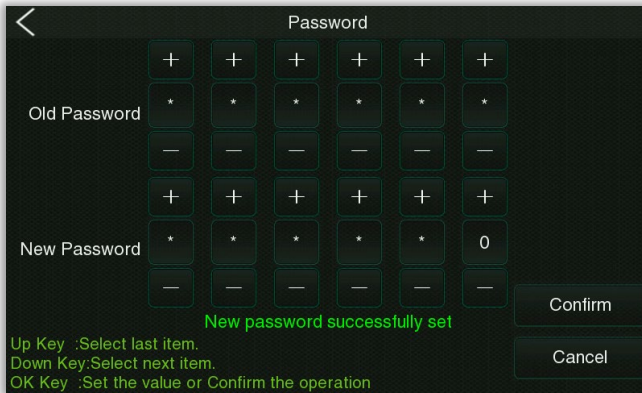 Password
+ + + + + +
Old Password * * * * * *
— — — — — —
+ + + + + +
New Password * * * * * 0
— — — — — —
New password successfully set
Confirm
Up Key :Select last item.
Down Key:Select next item.
Cancel
OK Key :Set the value or Confirm the operation